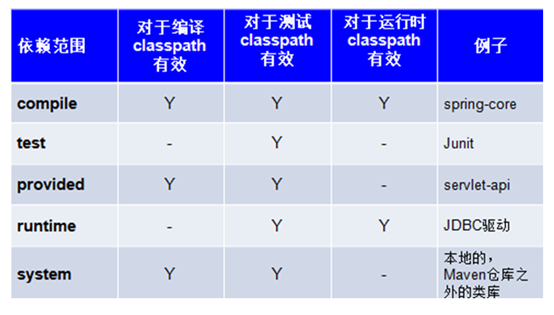 依赖范围 对于编译classpath有效 对于测试classpath有效 对于运行时classpath有效 例子
compile Y Y Y spring-core
test - Y - Junit
provided Y Y - servlet-api
runtime - Y Y JDBC驱动
system Y Y - 本地的，Maven仓库之外的类库